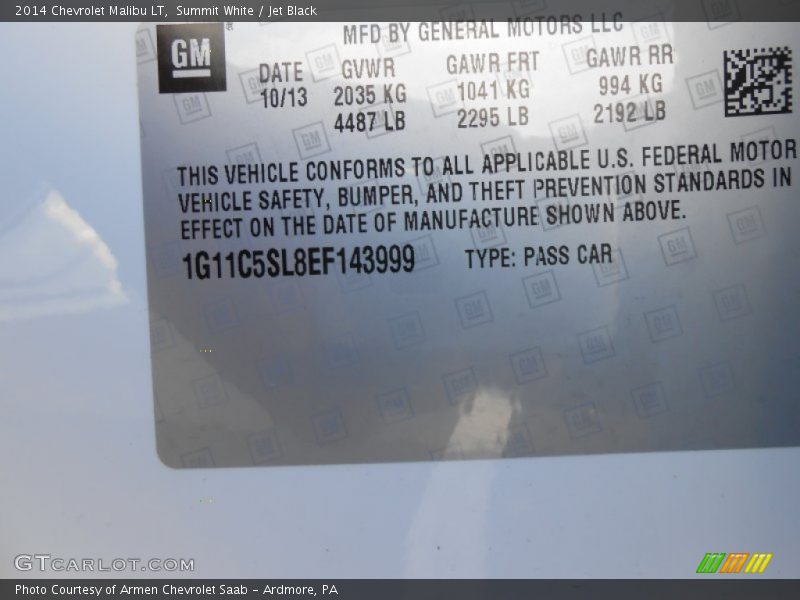 2014 Chevrolet Malibu LT,  Summit White / Jet Black
GM
MFD BY GENERAL MOTORS LLC
DATE GVWR GAWR FRT GAWR RR
10/13 2035 KG 1041 KG 994 KG
4487 LB 2295 LB 2192 LB
THIS VEHICLE CONFORMS TO ALL APPLICABLE U.S. FEDERAL MOTOR
VEHICLE SAFETY, BUMPER, AND THEFT PREVENTION STANDARDS IN
EFFECT ON THE DATE OF MANUFACTURE SHOWN ABOVE.
1G11C5SL8EF143999 TYPE: PASS CAR
GTCARLOT.COM
Photo Courtesy of Armen Chevrolet Saab - Ardmore, PA